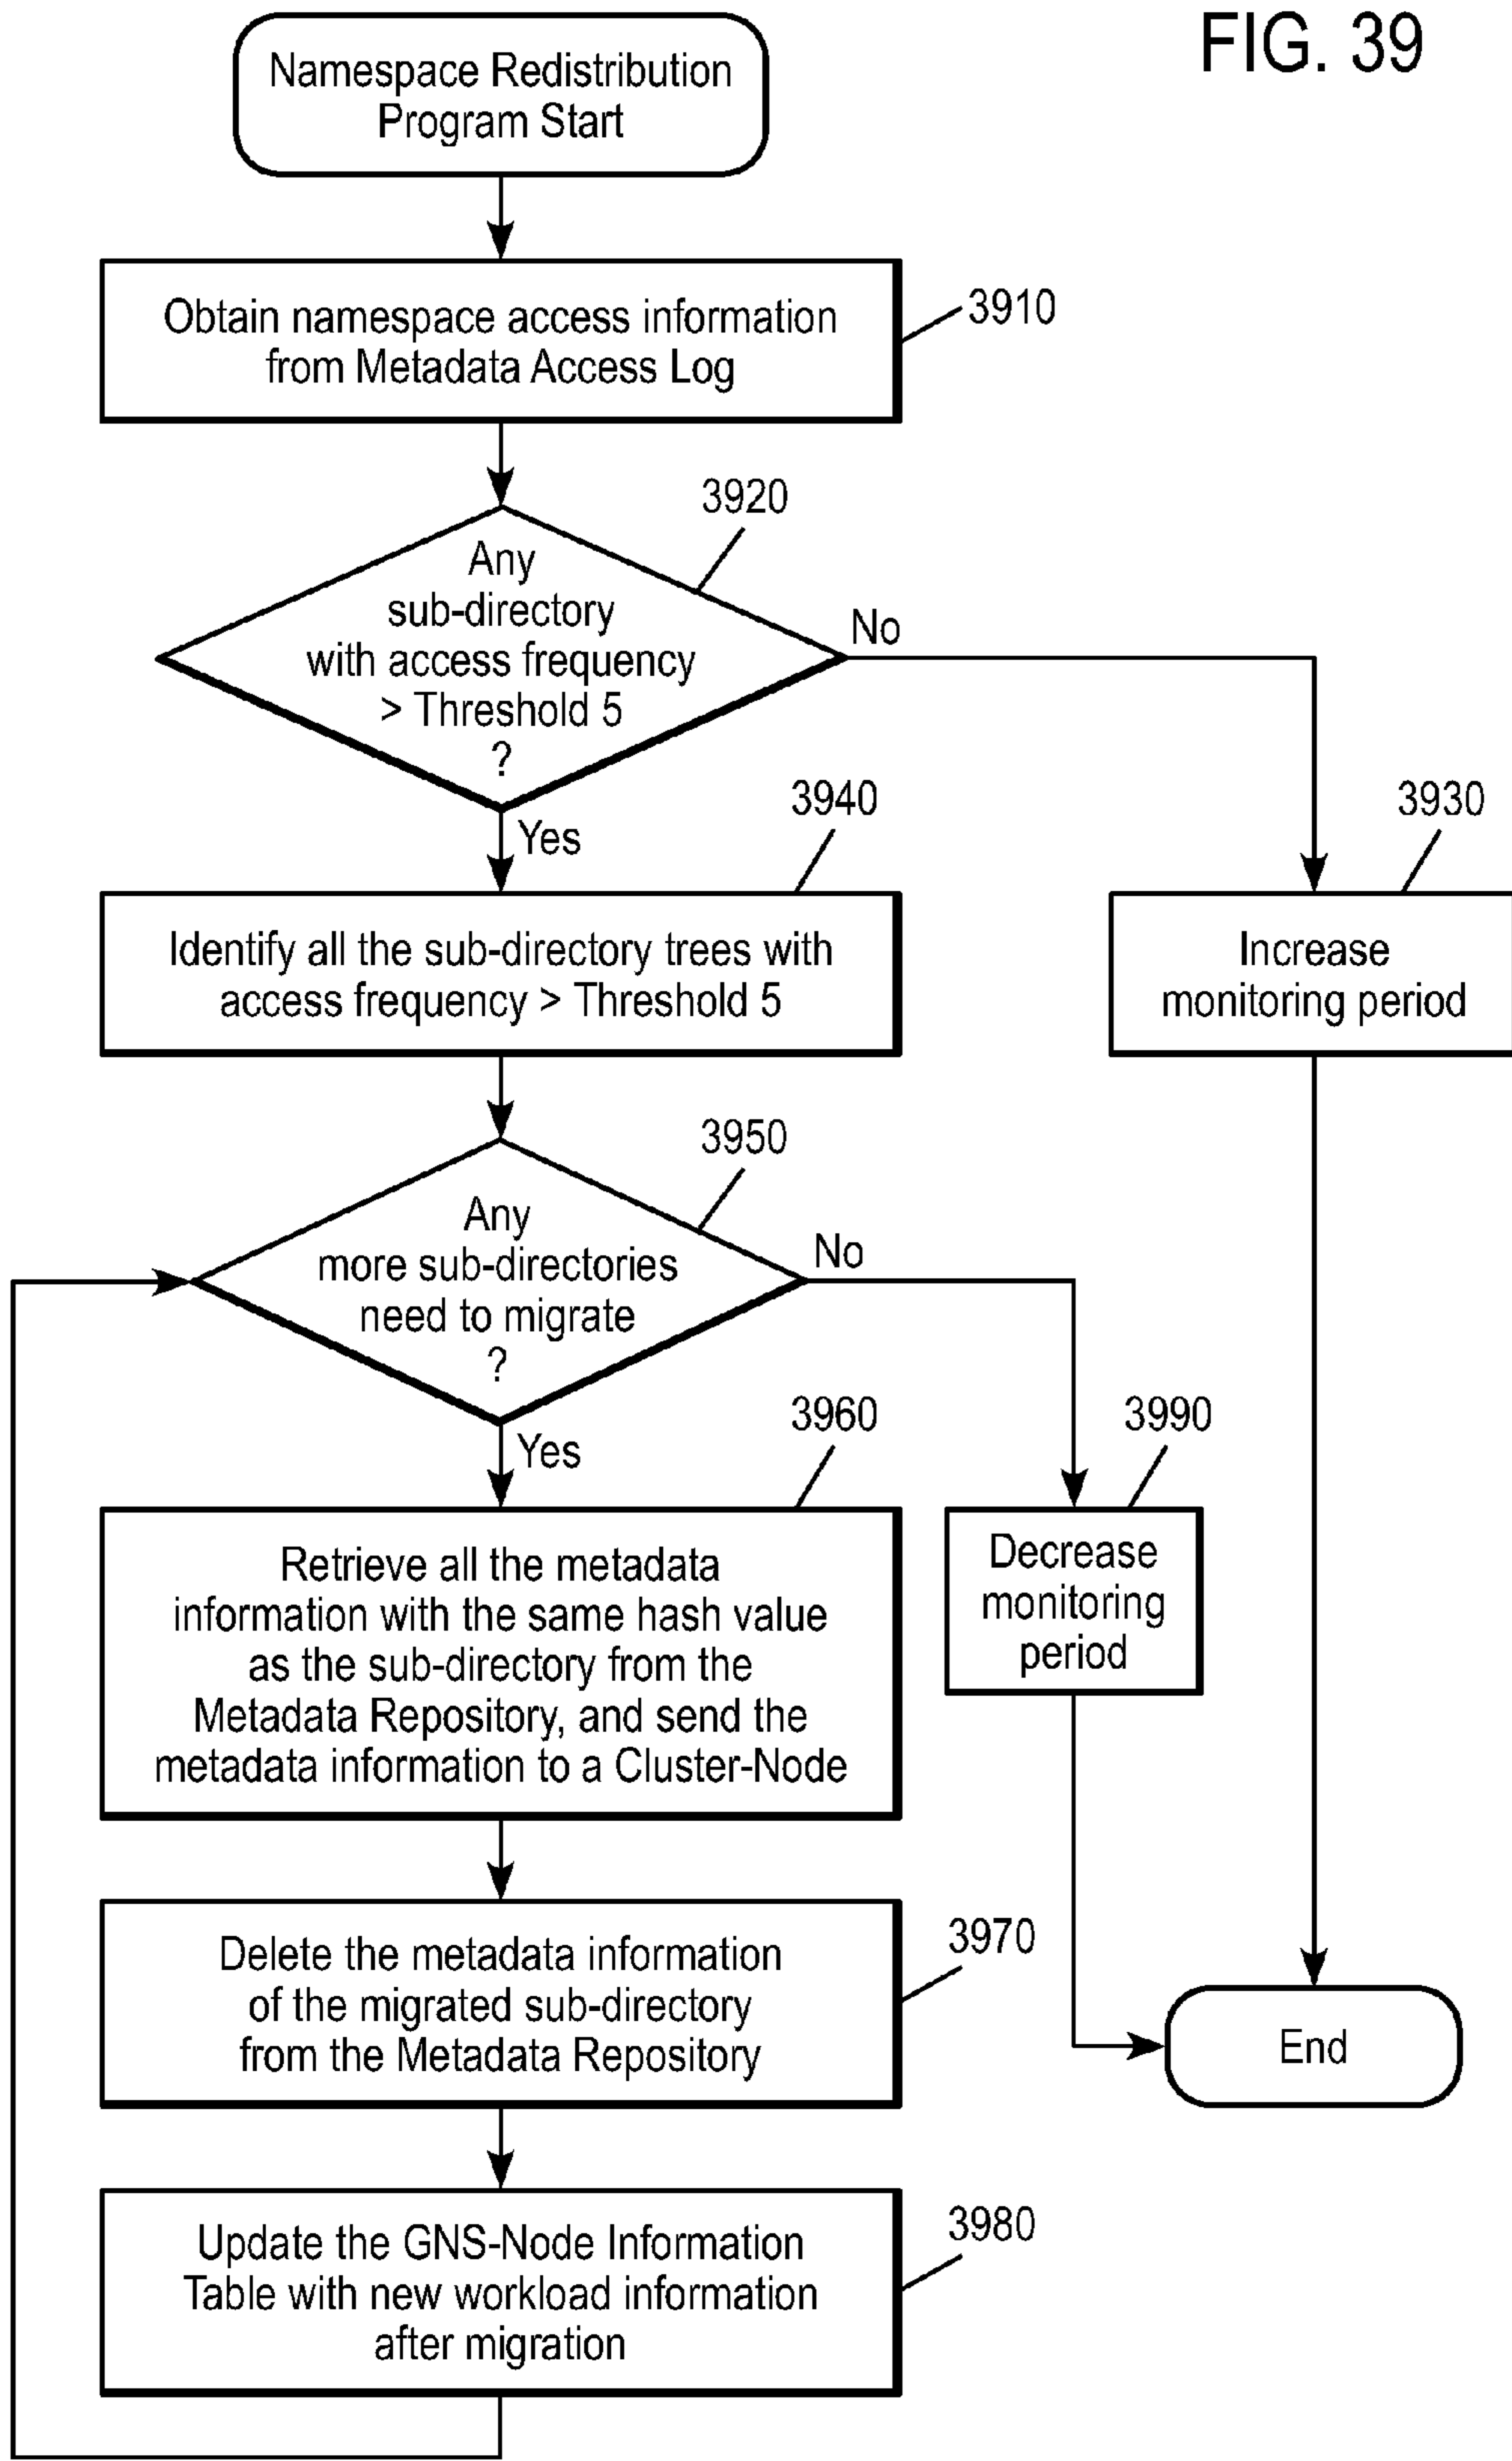 FIG. 39
Namespace Redistribution
Program Start
Obtain namespace access information
from Metadata Access Log
3910
3920
Any
sub-directory
with access frequency
> Threshold 5
?
No
Yes
3940
3930
Identify all the sub-directory trees with
access frequency > Threshold 5
Increase
monitoring period
3950
Any
more sub-directories
need to migrate
?
No
Yes
3960
3990
Retrieve all the metadata
information with the same hash value
as the sub-directory from the
Metadata Repository, and send the
metadata information to a Cluster-Node
Decrease
monitoring
period
Delete the metadata information
of the migrated sub-directory
from the Metadata Repository
3970
End
Update the GNS-Node Information
Table with new workload information
after migration
3980